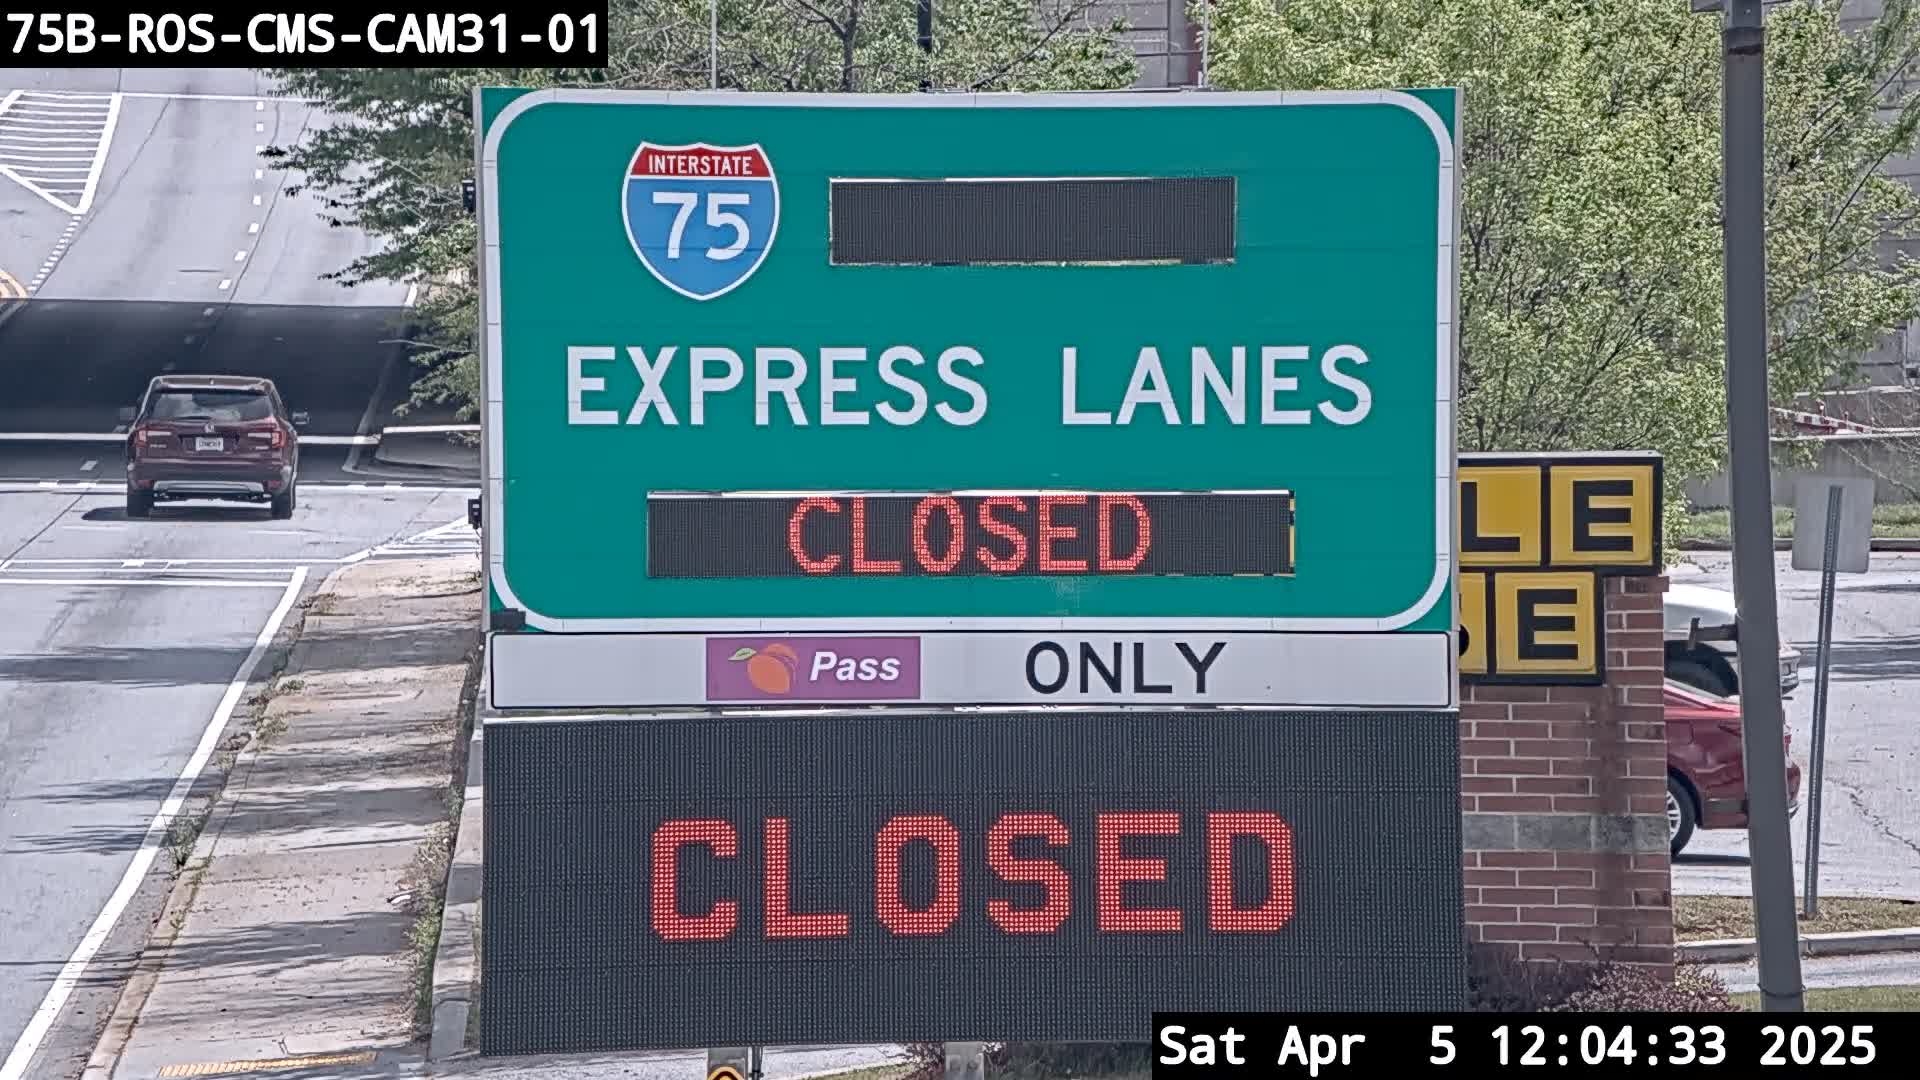 75B-ROS-CMS-CAM31-01
INTERSTATE
75
EXPRESS LANES
CLOSED
Pass ONLY
CLOSED
LE
E
Sat Apr 5 12:04:33 2025